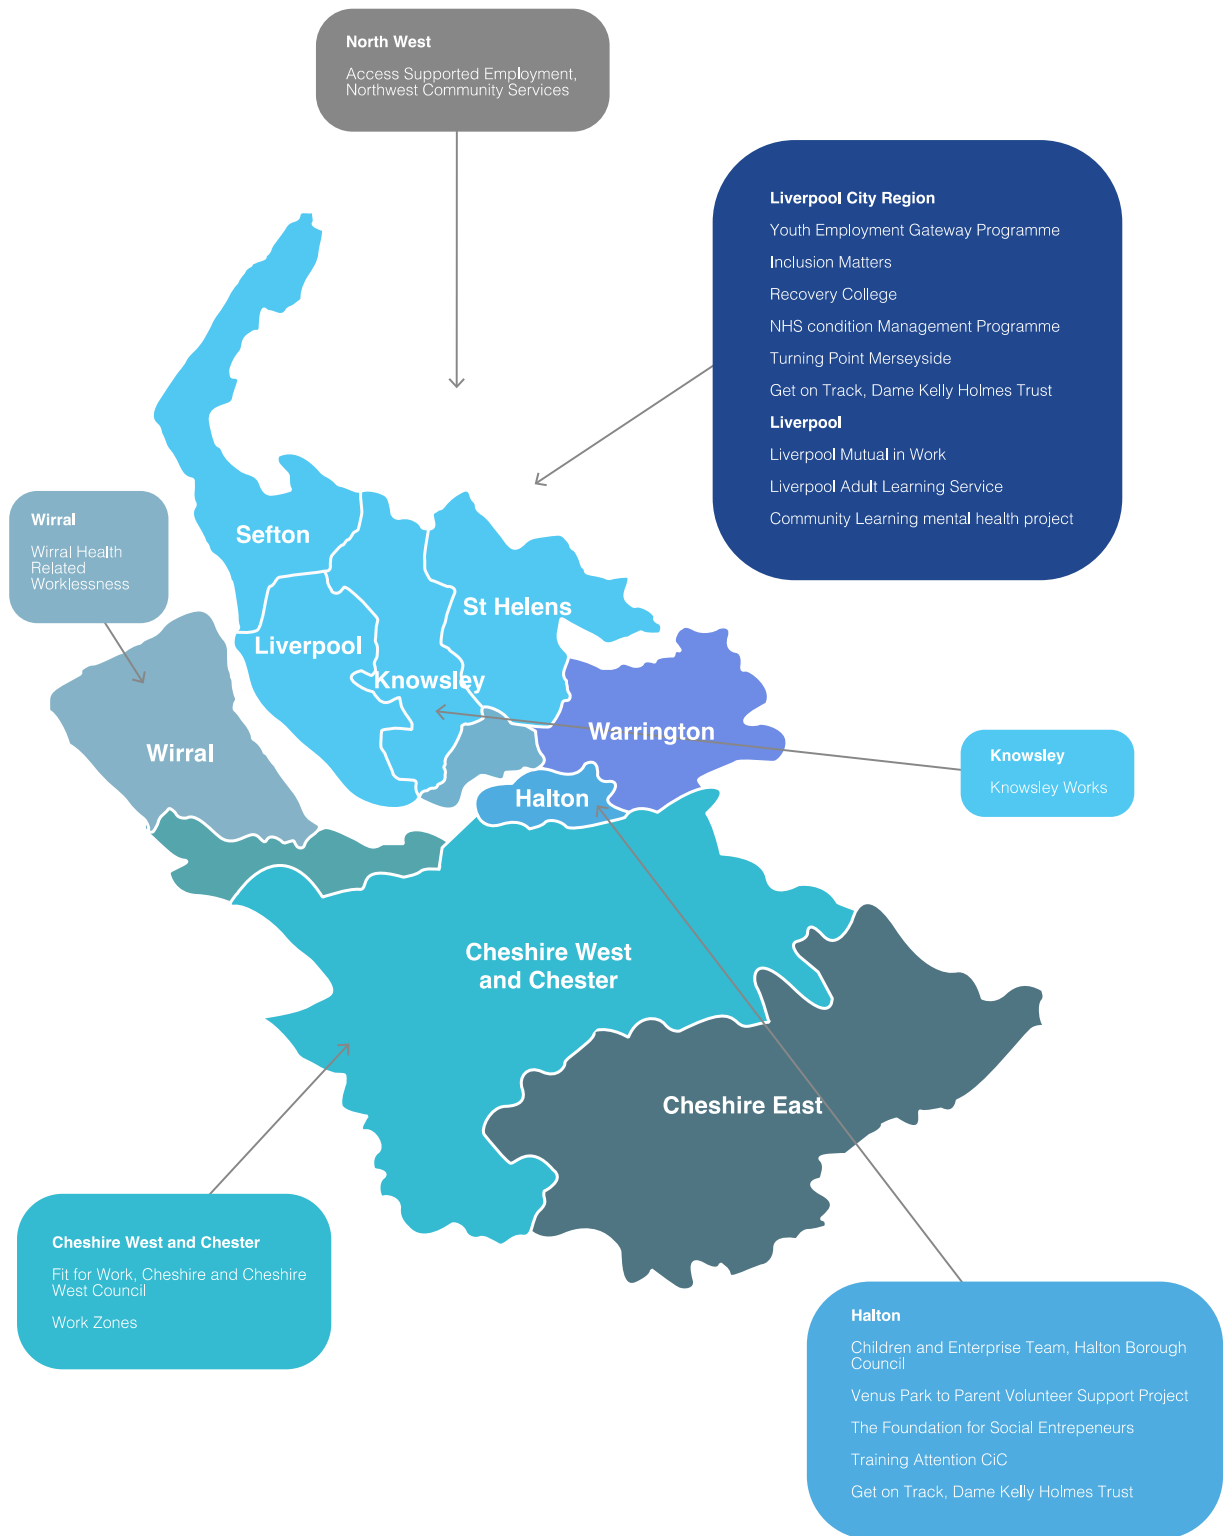 North West
Access Supported Employment,
Northwest Community Services
Liverpool City Region
Youth Employment Gateway Programme
Inclusion Matters
Recovery College
NHS condition Management Programme
Turning Point Merseyside
Get on Track, Dame Kelly Holmes Trust
Liverpool
Liverpool Mutual in Work
Liverpool Adult Learning Service
Community Learning mental health project
Wirral
Wirral Health
Related
Worklessness
Sefton
St Helens
Liverpool
Knowsley
Warrington
Wirral
Halton
Knowsley
Knowsley Works
Cheshire West
and Chester
Cheshire East
Cheshire West and Chester
Fit for Work, Cheshire and Cheshire
West Council
Work Zones
Halton
Children and Enterprise Team, Halton Borough
Council
Venus Park to Parent Volunteer Support Project
The Foundation for Social Entrepeneurs
Training Attention CiC
Get on Track, Dame Kelly Holmes Trust